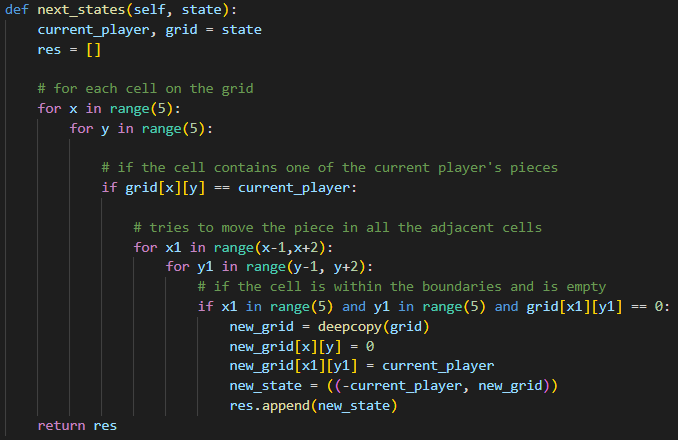 def next_states(self, state):
    current_player, grid = state
    res = []

    # for each cell on the grid
    for x in range(5):
        for y in range(5):

            # if the cell contains one of the current player's pieces
            if grid[x][y] == current_player:

                # tries to move the piece in all the adjacent cells
                for x1 in range(x-1,x+2):
                    for y1 in range(y-1, y+2):
                        # if the cell is within the boundaries and is empty
                        if x1 in range(5) and y1 in range(5) and grid[x1][y1] == 0:
                            new_grid = deepcopy(grid)
                            new_grid[x][y] = 0
                            new_grid[x1][y1] = current_player
                            new_state = ((-current_player, new_grid))
                            res.append(new_state)
    return res